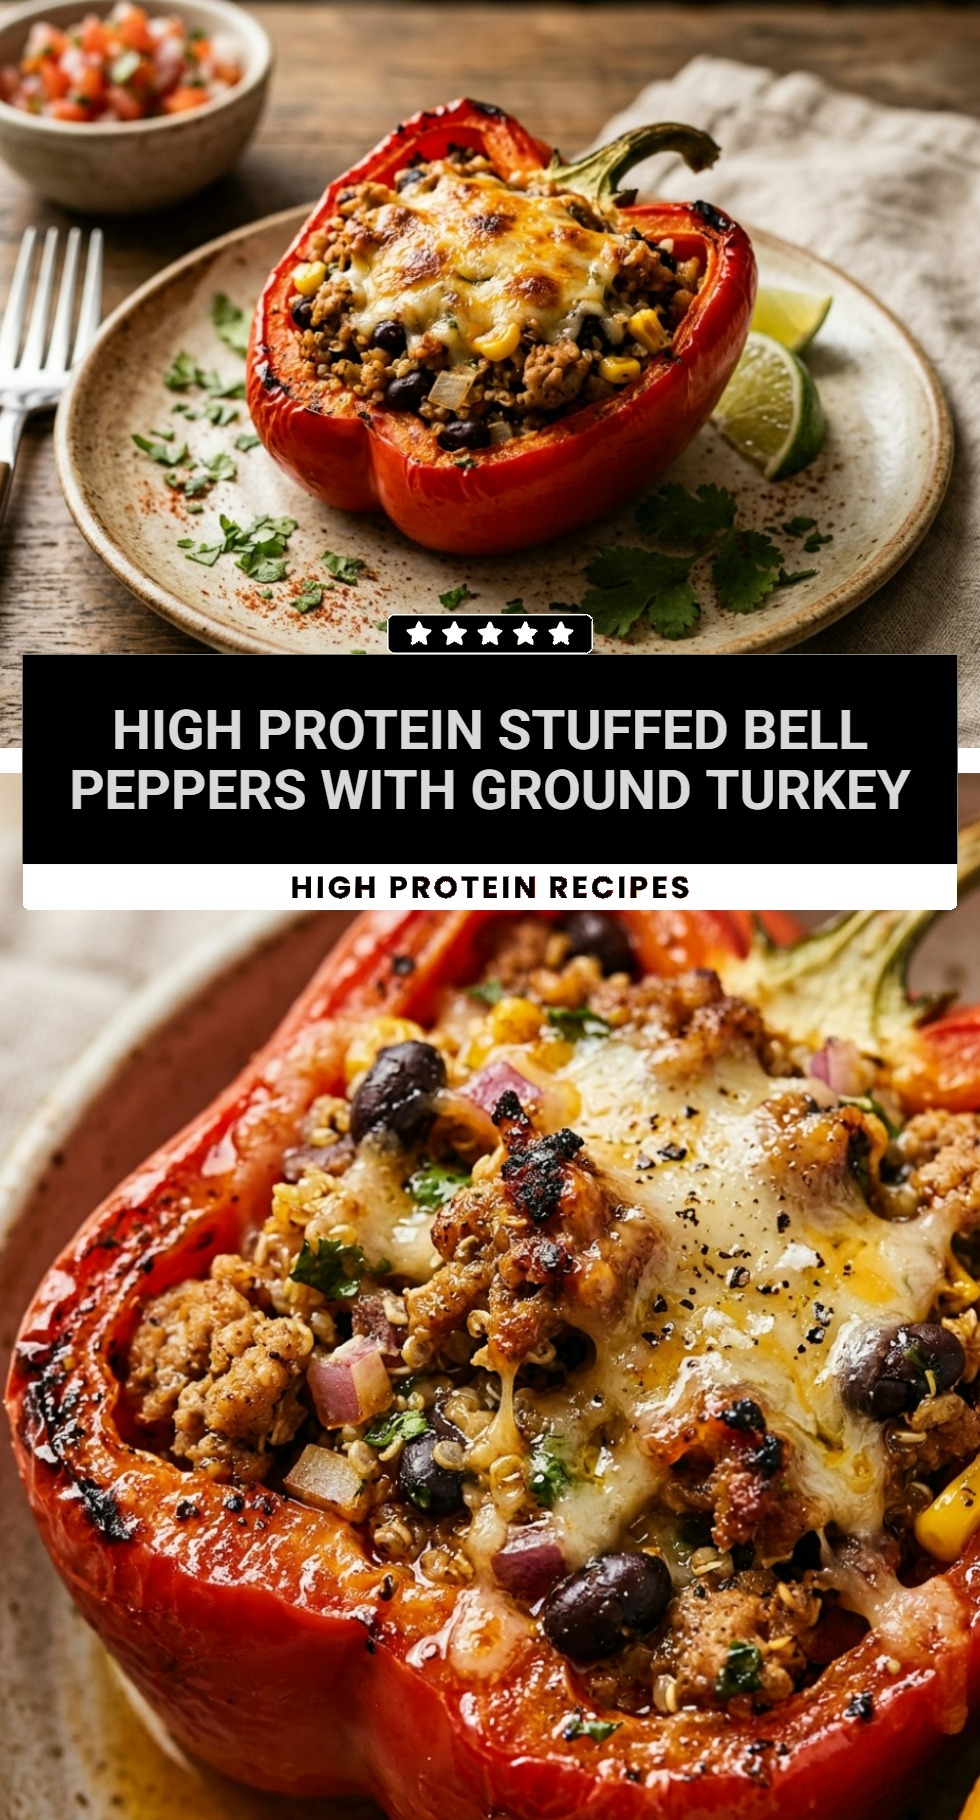 HIGH PROTEIN STUFFED BELL
PEPPERS WITH GROUND TURKEY
HIGH PROTEIN RECIPES